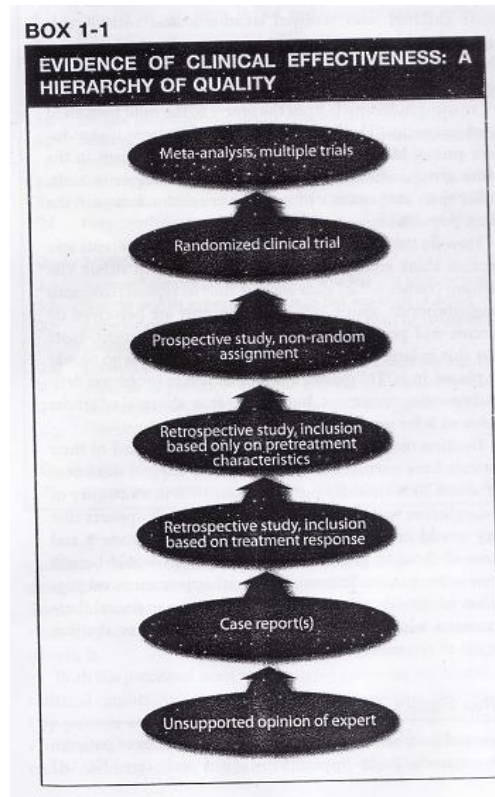 BOX 1-1
EVIDENCE OF CLINICAL EFFECTIVENESS: A
HIERARCHY OF QUALITY
Meta-analysis, multiple trials
Randomized clinical trial
Prospective study, non-random
assignment
Retrospective study, inclusion
based only on pretreatment
characteristics
Retrospective study, inclusion
based on treatment response
Case report(s)
Unsupported opinion of expert